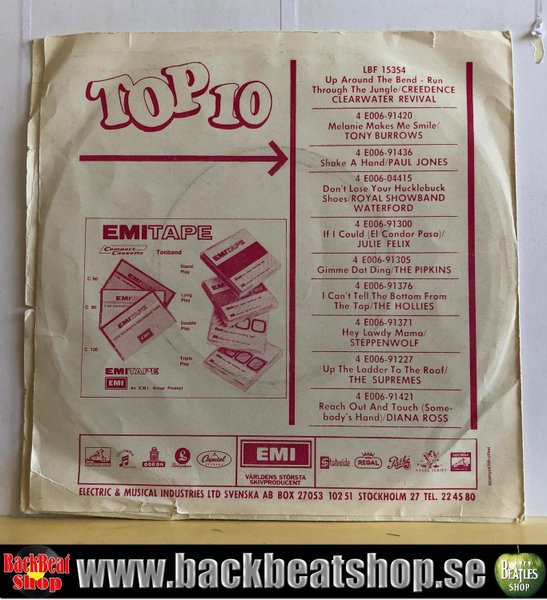 TOP 10
LBF 15354
Up Around The Bend - Run
Through The Jungle/CREEDENCE
CLEARWATER REVIVAL
4 E006-91420
Melanie Makes Me Smile/
TONY BURROWS
4 E006-91436
Shake A Hand/PAUL JONES
4 E006-04415
Don't Lose Your Hucklebuck
Shoes/ROYAL SHOWBAND
WATERFORD
4 E006-91300
If I Could (El Condor Pasa)/
JULIE FELIX
4 E006-91305
Gimme Dat Ding/THE PIPKINS
4 E006-91376
I Can't Tell The Bottom From
The Top/THE HOLLIES
4 E006-91371
Hey Lawdy Mama/
STEPPENWOLF
4 E006-91227
Up The Ladder To The Roof/
THE SUPREMES
4 E006-91421
Reach Out And Touch (Some-
body's Hand)/DIANA ROSS
EMITAPE
Compact Cassette
Tonband
C 60
C 90
C 120
Stand.
Play
Long
Play
Double
Play
Triple
Play
EMITAPE
EMI An E.M.I. Group Product
COLUMBIA
ODEON
Capitol
EMI
VÄRLDENS STÖRSTA
SKIVPRODUCENT
Stateside
REGAL
Pathé
ANGEL SERIES
ELECTRIC & MUSICAL INDUSTRIES LTD SVENSKA AB BOX 27053 102 51 STOCKHOLM 27 TEL. 22 45 80
BackBeat
Shop
www.backbeatshop.se
BEATLES
SHOP